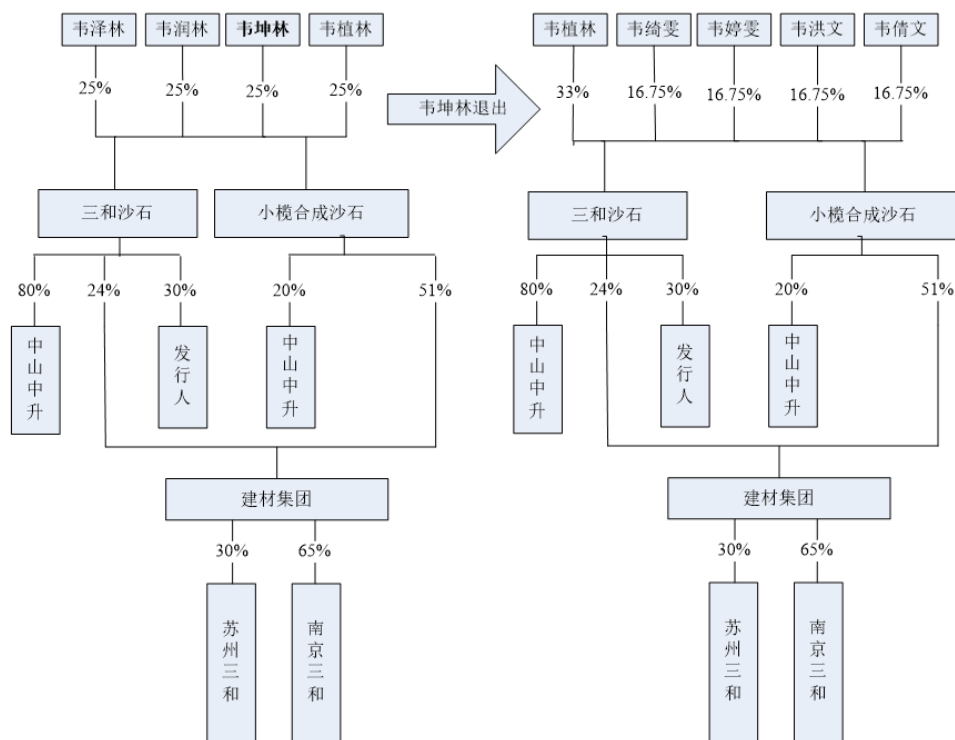 韦泽林 韦润林 韦坤林 韦植林
25% 25% 25% 25%
三和沙石 小榄合成沙石
80% 24% 30% 20% 51%
中山中升 发行人 中山中升
建材集团
30% 65%
苏州三和 南京三和
韦坤林退出
韦植林 韦绮雯 韦婷雯 韦洪文 韦倩文
33% 16.75% 16.75% 16.75% 16.75%
三和沙石 小榄合成沙石
80% 24% 30% 20% 51%
中山中升 发行人 中山中升
建材集团
30% 65%
苏州三和 南京三和